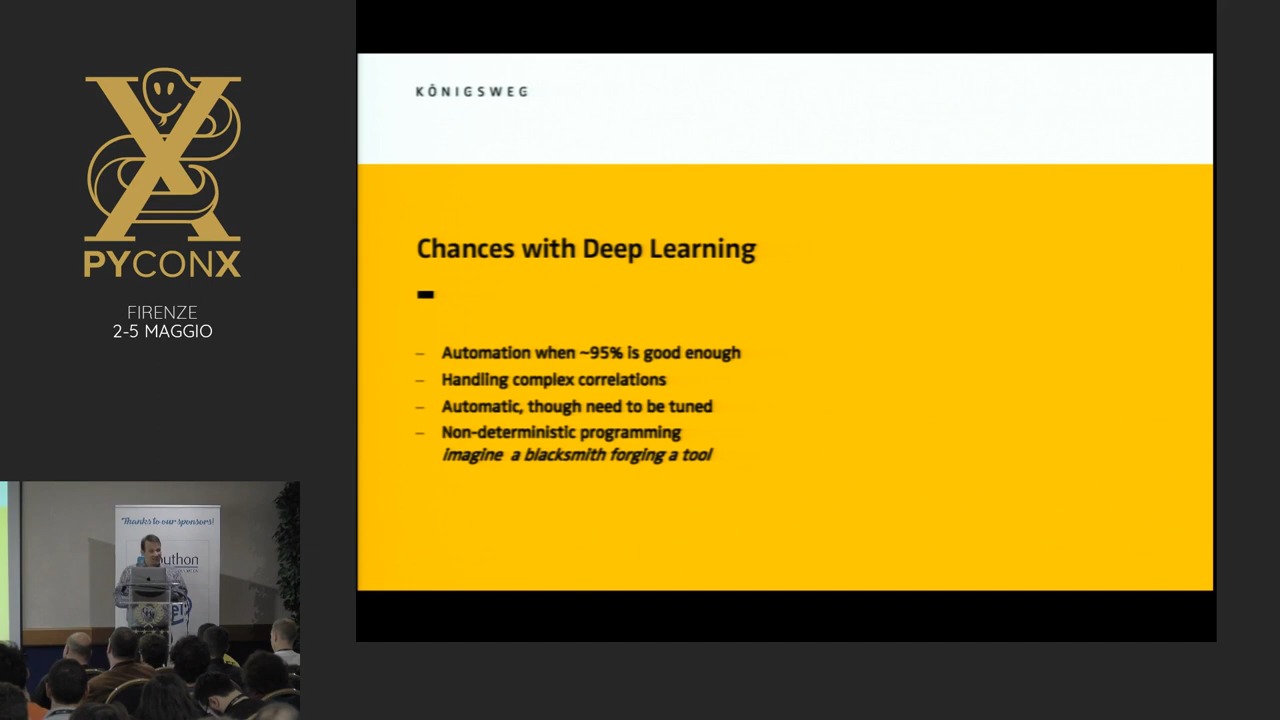 PYCONX
FIRENZE
2-5 MAGGIO
KÖNIGSWEG
Chances with Deep Learning
– Automation when ~95% is good enough
– Handling complex correlations
– Automatic, though need to be tuned
– Non-deterministic programming
imagine a blacksmith forging a tool
Thanks to our sponsors!
python